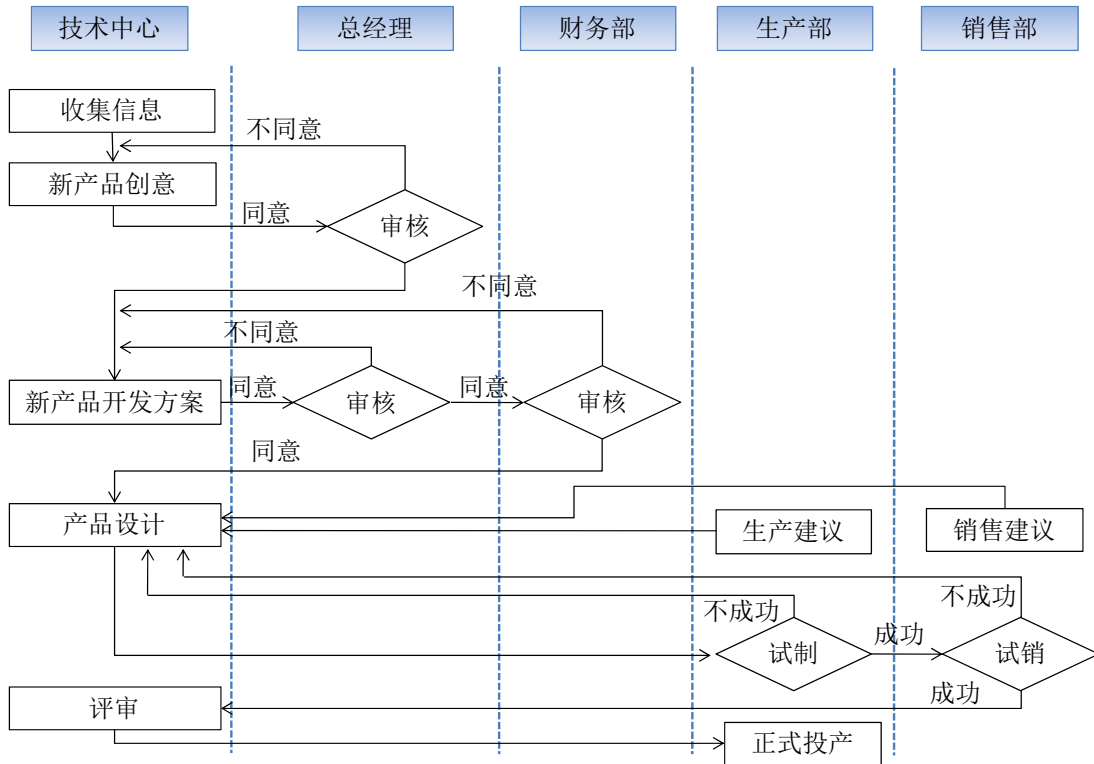 技术中心
总经理
财务部
生产部
销售部
收集信息
不同意
新产品创意
同意
审核
不同意
不同意
新产品开发方案
同意
审核
同意
审核
同意
产品设计
生产建议
销售建议
不成功
不成功
试制
成功
试销
评审
成功
正式投产